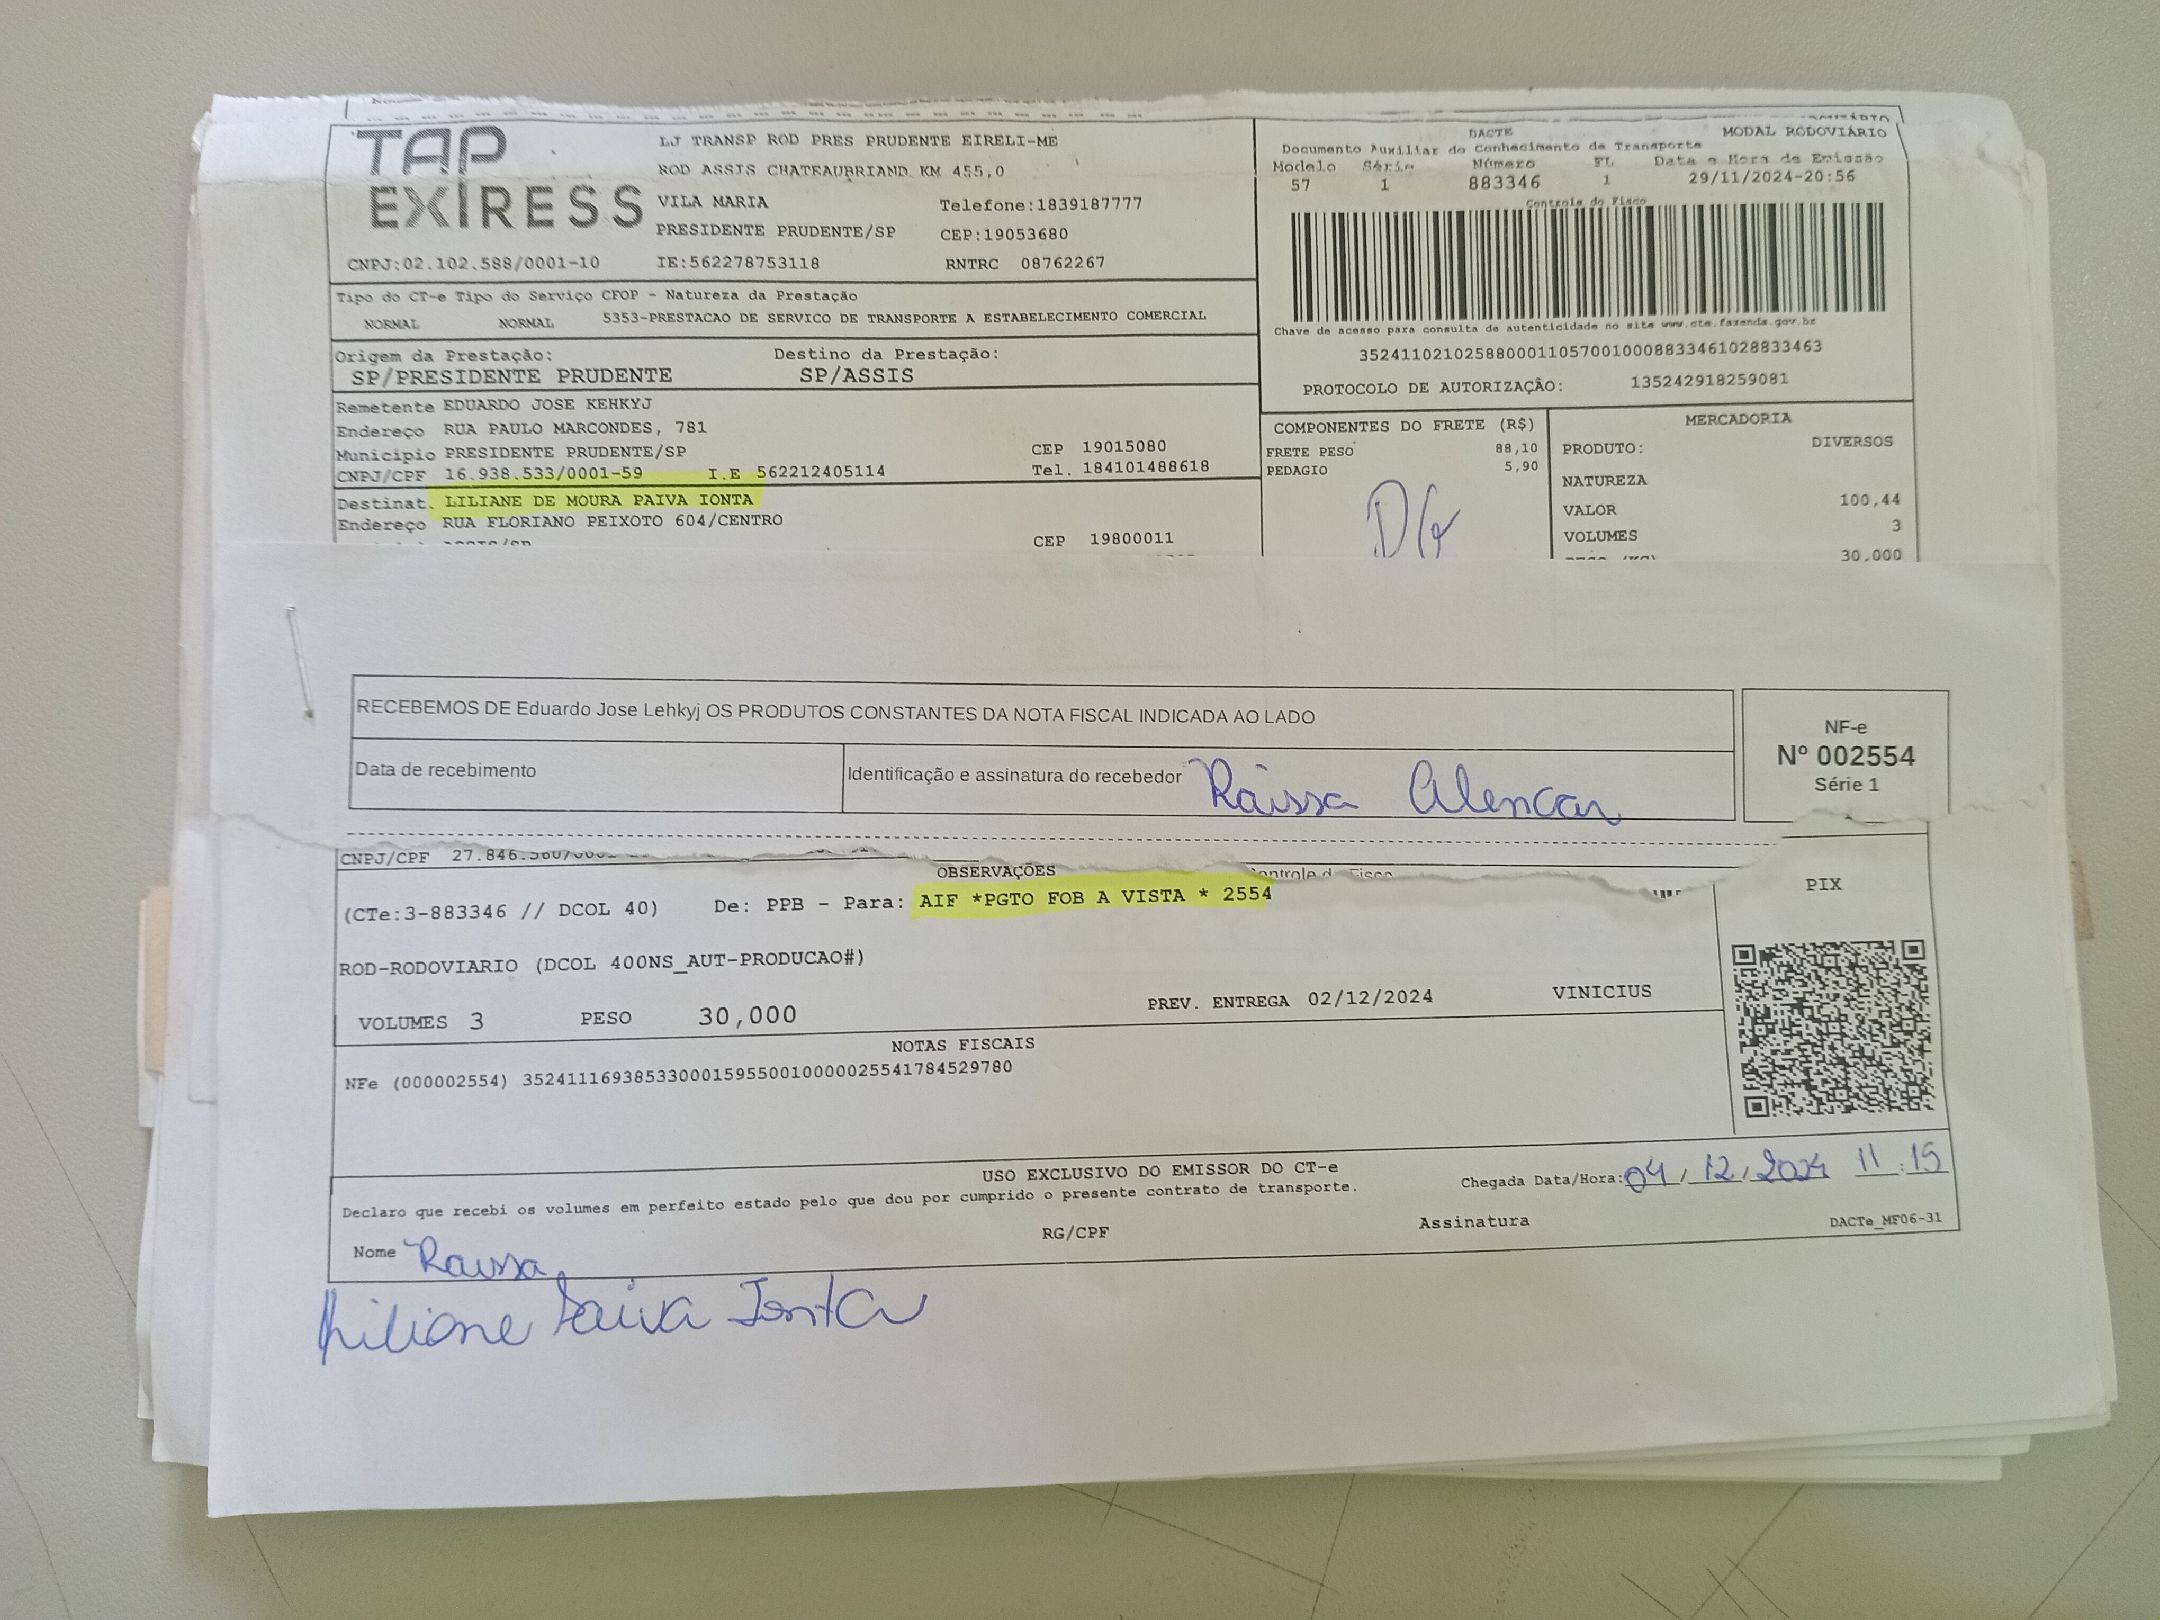 TAP
EXIRESS
LJ TRANSP ROD PRES PRUDENTE EIRELI-ME
ROD ASSIS CHATEAUBRIAND KM 455,0
VILA MARIA Telefone:1839187777
PRESIDENTE PRUDENTE/SP CEP:19053680
CNPJ:02.102.588/0001-10 IE:562278753118 RNTRC 08762267
DACTE MODAL RODOVIÁRIO
Documento Auxiliar do Conhecimento de Transporte
Modelo Série Número FL Data e Hora de Emissão
57 1 883346 1 29/11/2024-20:56
Controle do Fisco
Chave de acesso para consulta de autenticidade no site www.cte.fazenda.gov.br
35241102102588000110570010008833461028833463
PROTOCOLO DE AUTORIZAÇÃO: 135242918259081
Tipo do CT-e Tipo do Serviço CFOP - Natureza da Prestação
NORMAL NORMAL 5353-PRESTACAO DE SERVICO DE TRANSPORTE A ESTABELECIMENTO COMERCIAL
Origem da Prestação: Destino da Prestação:
SP/PRESIDENTE PRUDENTE SP/ASSIS
Remetente EDUARDO JOSE KEHKYJ
Endereço RUA PAULO MARCONDES, 781
Município PRESIDENTE PRUDENTE/SP CEP 19015080
CNPJ/CPF 16.938.533/0001-59 I.E 562212405114 Tel. 184101488618
Destinat. LILIANE DE MOURA PAIVA IONTA
Endereço RUA FLORIANO PEIXOTO 604/CENTRO
CEP 19800011
COMPONENTES DO FRETE (R$)
FRETE PESO 88,10
PEDAGIO 5,90
MERCADORIA
PRODUTO: DIVERSOS
NATUREZA
VALOR 100,44
VOLUMES 3
30,000
RECEBEMOS DE Eduardo Jose Lehkyj OS PRODUTOS CONSTANTES DA NOTA FISCAL INDICADA AO LADO
Data de recebimento
Identificação e assinatura do recebedor Raissa Alencar
NF-e
Nº 002554
Série 1
CNPJ/CPF
OBSERVAÇÕES
(CTe:3-883346 // DCOL 40) De: PPB - Para: AIF *PGTO FOB A VISTA * 2554
ROD-RODOVIARIO (DCOL 400NS_AUT-PRODUCAO#)
VOLUMES 3 PESO 30,000 PREV. ENTREGA 02/12/2024 VINICIUS
PIX
NOTAS FISCAIS
NFe (000002554) 35241116938533000159550010000025541784529780
USO EXCLUSIVO DO EMISSOR DO CT-e
Declaro que recebi os volumes em perfeito estado pelo que dou por cumprido o presente contrato de transporte.
Chegada Data/Hora: 04/12/2024 11:15
Nome Raissa RG/CPF Assinatura DACTe_MF06-31
Liliane Paiva Ionta